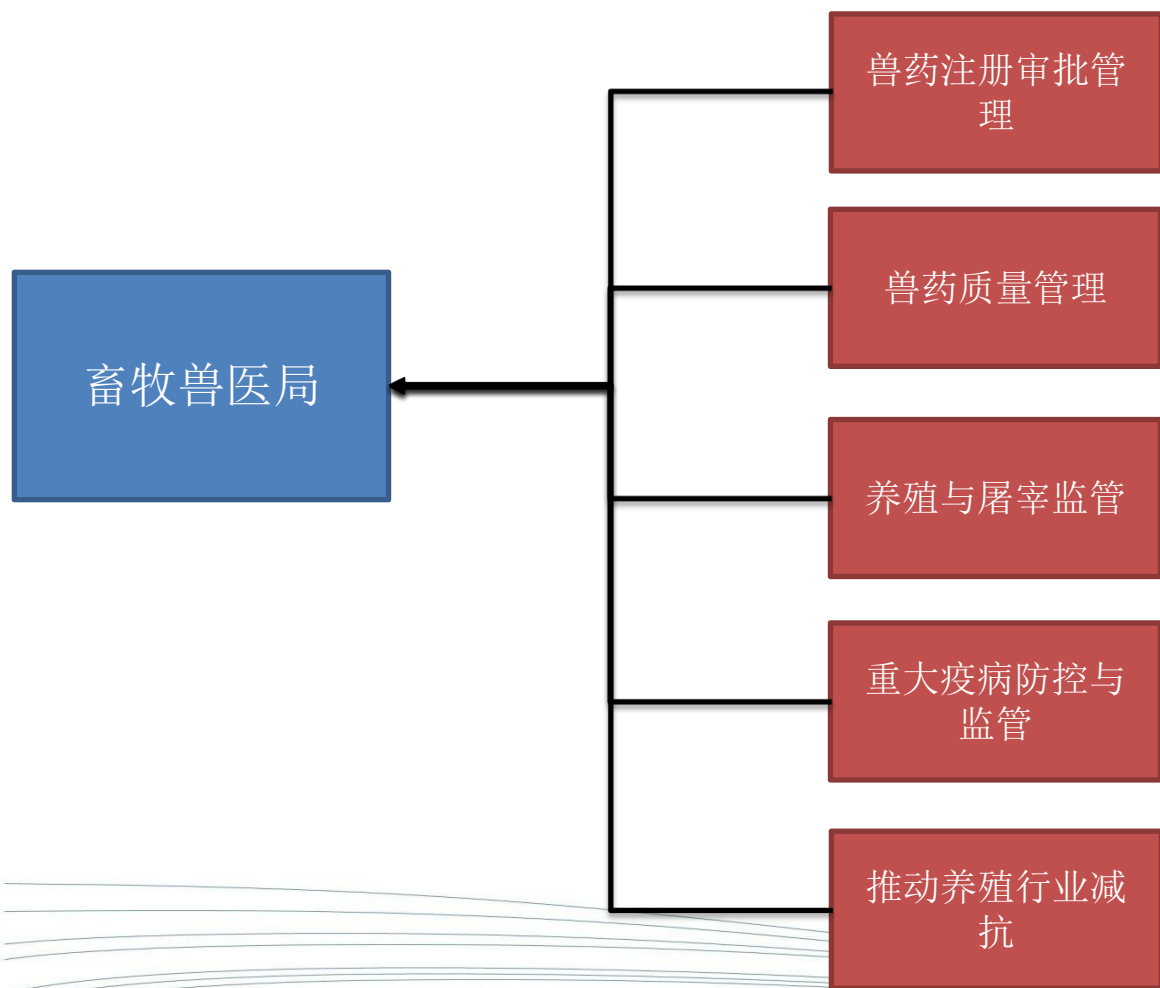 兽药注册审批管
理
兽药质量管理
畜牧兽医局
养殖与屠宰监管
重大疫病防控与
监管
推动养殖行业减
抗